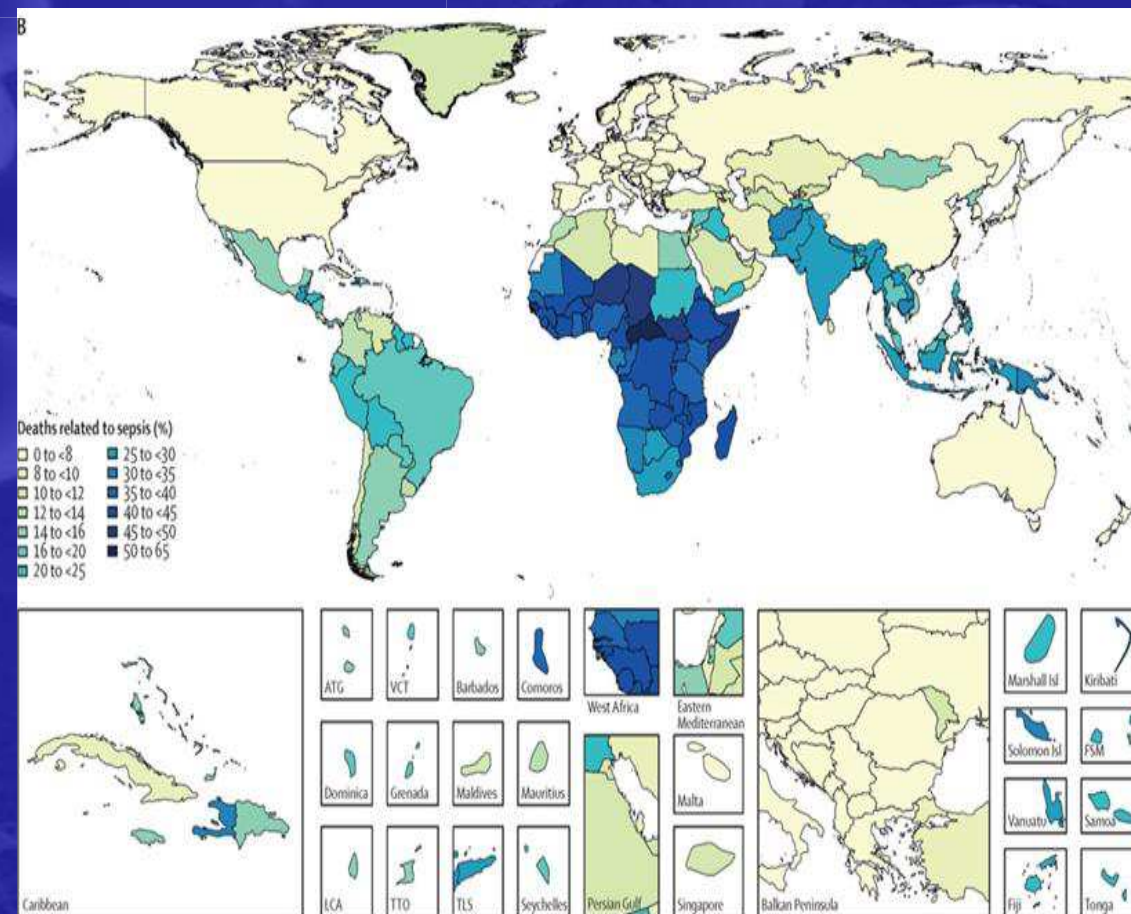 B
Deaths related to sepsis (%)
0 to <8
8 to <10
10 to <12
12 to <14
14 to <16
16 to <20
20 to <25
25 to <30
30 to <35
35 to <40
40 to <45
45 to <50
50 to 65
Caribbean
ATG
VCT
Barbados
Comoros
West Africa
Eastern
Mediterranean
Dominica
Grenada
Maldives
Mauritius
Malta
LCA
TTO
TLS
Seychelles
Persian Gulf
Singapore
Balkan Peninsula
Marshall Isl
Kiribati
Solomon Isl
FSM
Vanuatu
Samoa
Fiji
Tonga